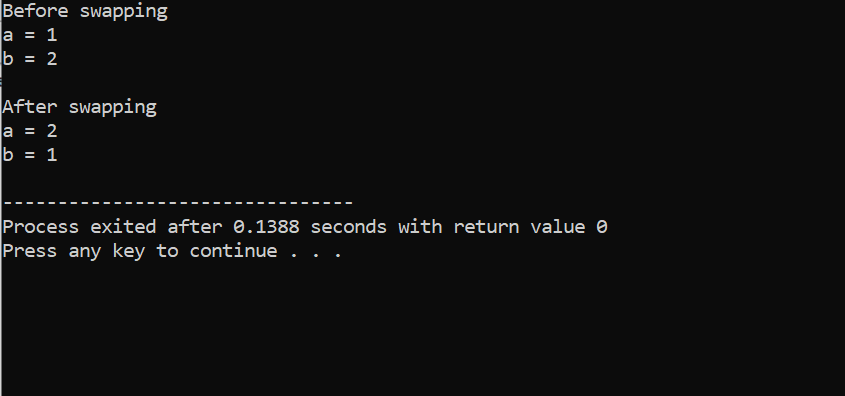 Before swapping
a = 1
b = 2
After swapping
a = 2
b = 1
--------------------------------
Process exited after 0.1388 seconds with return value 0
Press any key to continue . . .